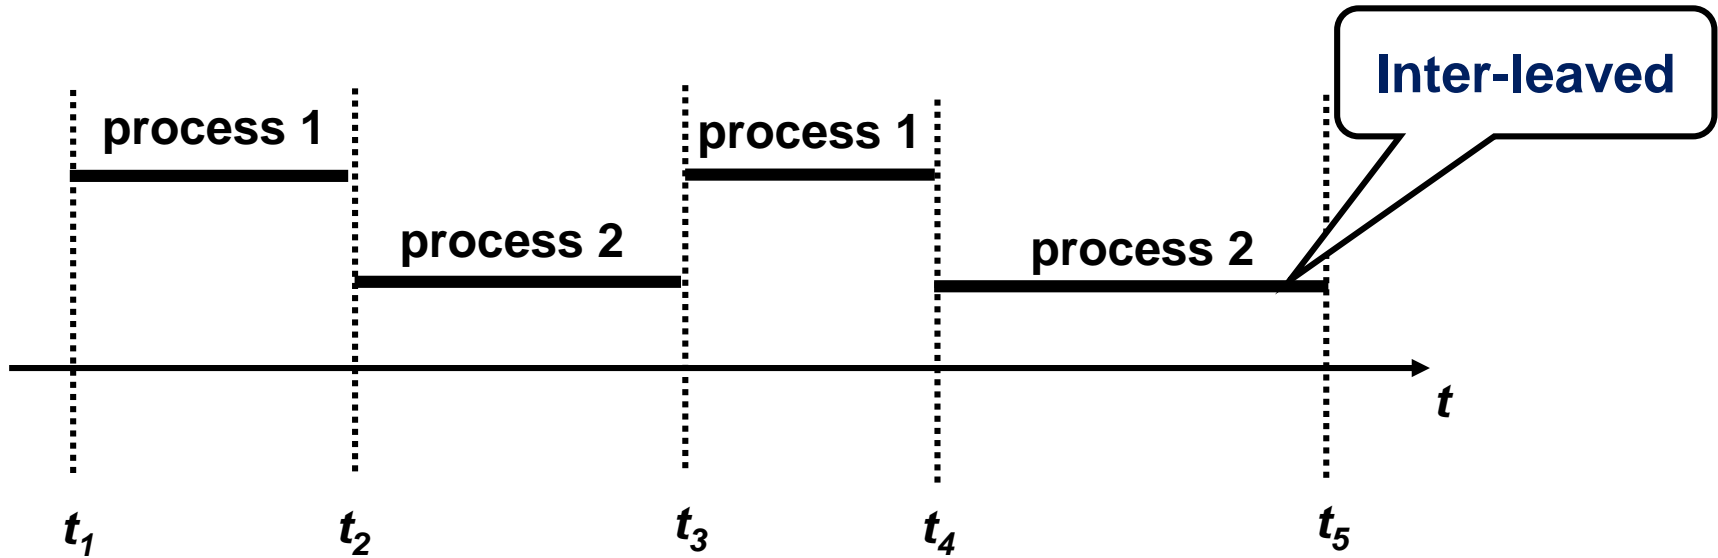 Inter-leaved
process 1
process 1
process 2
process 2
t
t1
t2
t3
t4
t5